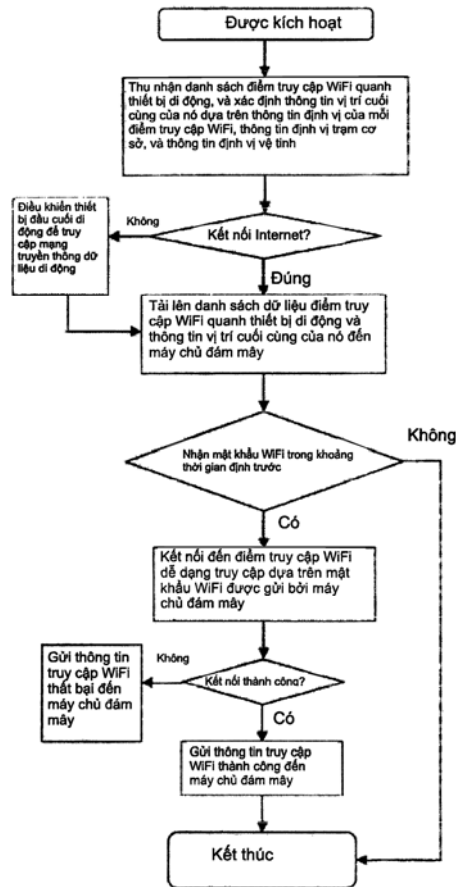 Được kích hoạt
Thu nhận danh sách điểm truy cập WiFi quanh
thiết bị di động, và xác định thông tin vị trí cuối
cùng của nó dựa trên thông tin định vị của mỗi
điểm truy cập WiFi, thông tin định vị trạm cơ
sở, và thông tin định vị vệ tinh
Điều khiển thiết
bị đầu cuối di
động để truy
cập mạng
truyền thông dữ
liệu di động
Không
Kết nối Internet?
Đúng
Tải lên danh sách dữ liệu điểm truy
cập WiFi quanh thiết bị di động và
thông tin vị trí cuối cùng của nó đến
máy chủ đám mây
Không
Nhận mật khẩu WiFi trong khoảng
thời gian định trước
Có
Kết nối đến điểm truy cập WiFi
dễ dạng truy cập dựa trên mật
khẩu WiFi được gửi bởi máy
chủ đám mây
Gửi thông tin
truy cập WiFi
thất bại đến
máy chủ đám
mây
Không
Kết nối thành công?
Có
Gửi thông tin truy cập
WiFi thành công đến
máy chủ đám mây
Kết thúc